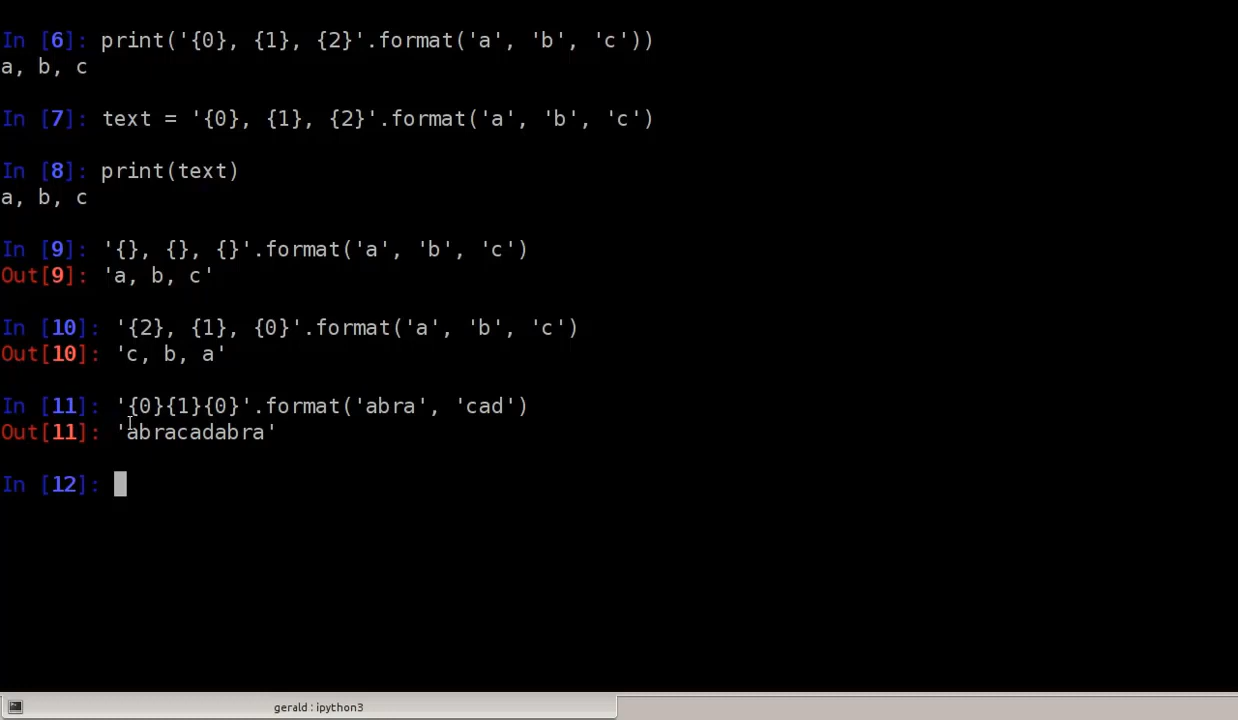 In [6]: print('{0}, {1}, {2}'.format('a', 'b', 'c'))
a, b, c
In [7]: text = '{0}, {1}, {2}'.format('a', 'b', 'c')
In [8]: print(text)
a, b, c
In [9]: '{}, {}, {}'.format('a', 'b', 'c')
Out[9]: 'a, b, c'
In [10]: '{2}, {1}, {0}'.format('a', 'b', 'c')
Out[10]: 'c, b, a'
In [11]: '{0}{1}{0}'.format('abra', 'cad')
Out[11]: 'abracadabra'
In [12]:
gerald : ipython3